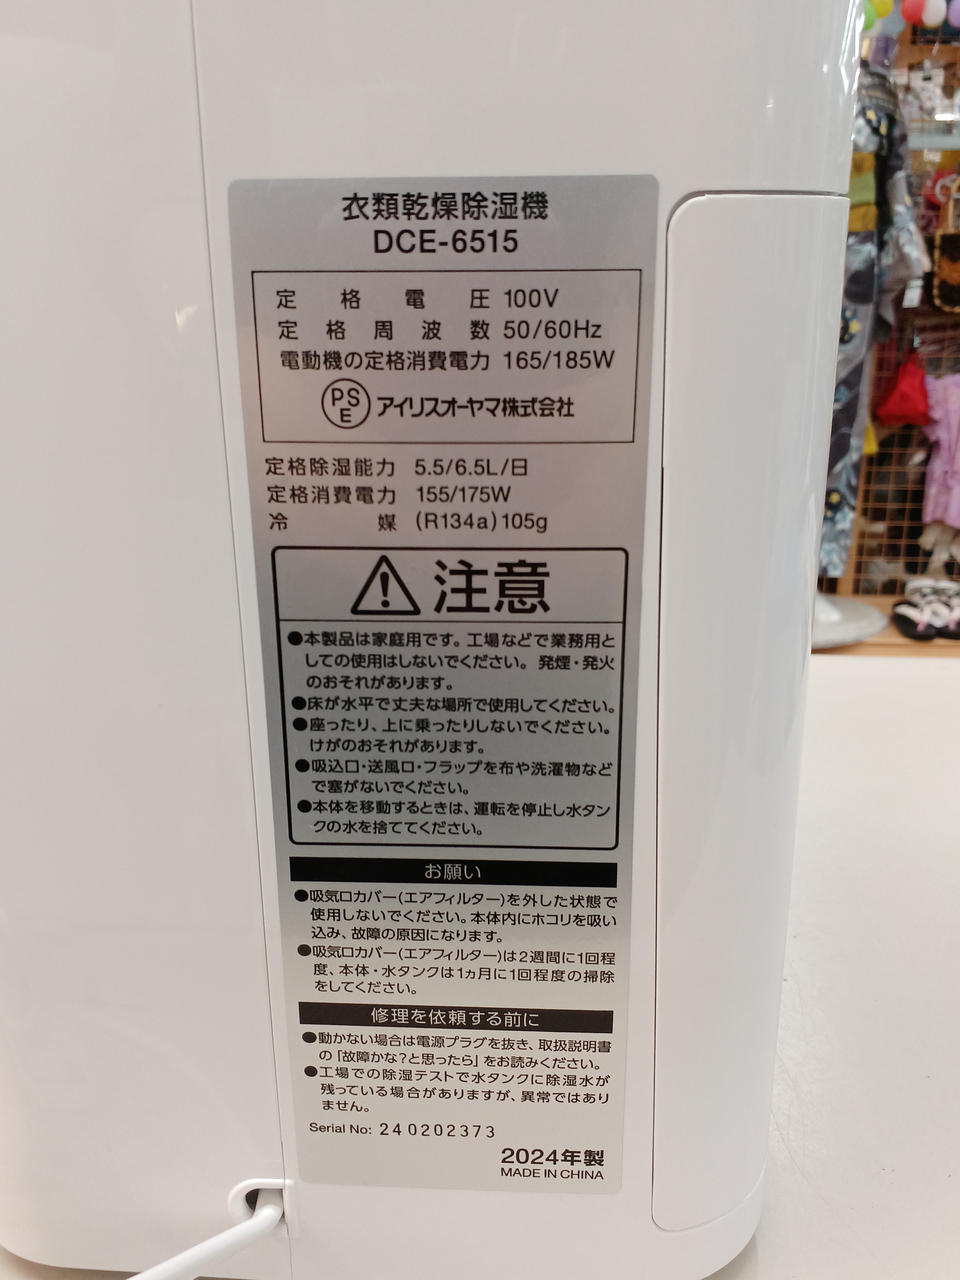 衣類乾燥除湿機
DCE-6515
定格電圧 100V
定格周波数 50/60Hz
電動機の定格消費電力 165/185W
PSE アイリスオーヤマ株式会社
定格除湿能力 5.5/6.5L/日
定格消費電力 155/175W
冷媒 (R134a)105g
注意
●本製品は家庭用です。工場などで業務用と
しての使用はしないでください。発煙・発火
のおそれがあります。
●床が水平で丈夫な場所で使用してください。
●座ったり、上に乗ったりしないでください。
けがのおそれがあります。
●吸込口・送風口・フラップを布や洗濯物など
で塞がないでください。
●本体を移動するときは、運転を停止し水タン
クの水を捨ててください。
お願い
●吸気口カバー(エアフィルター)を外した状態で
使用しないでください。本体内にホコリを吸い
込み、故障の原因になります。
●吸気口カバー(エアフィルター)は2週間に1回程
度、本体・水タンクは1ヵ月に1回程度の掃除
をしてください。
修理を依頼する前に
●動かない場合は電源プラグを抜き、取扱説明書
の「故障かな?と思ったら」をお読みください。
●工場での除湿テストで水タンクに除湿水が
残っている場合がありますが、異常ではあり
ません。
Serial No: 240202373
2024年製
MADE IN CHINA